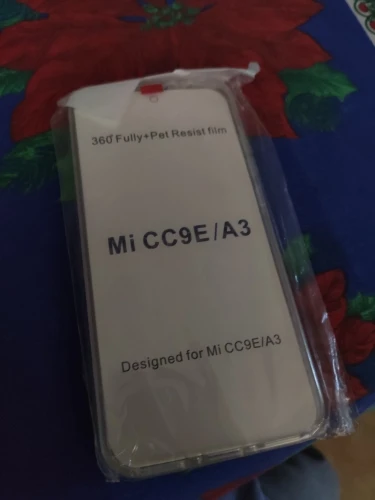 360°Fully+Pet Resist film
Mi CC9E/A3
Designed for Mi CC9E/A3